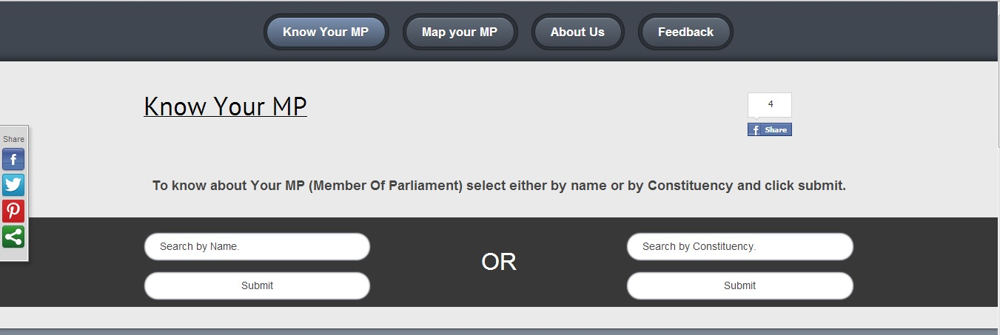 Know Your MP
Map your MP
About Us
Feedback
Know Your MP
4
f Share
Share
To know about Your MP (Member Of Parliament) select either by name or by Constituency and click submit.
Search by Name.
Submit
OR
Search by Constituency.
Submit